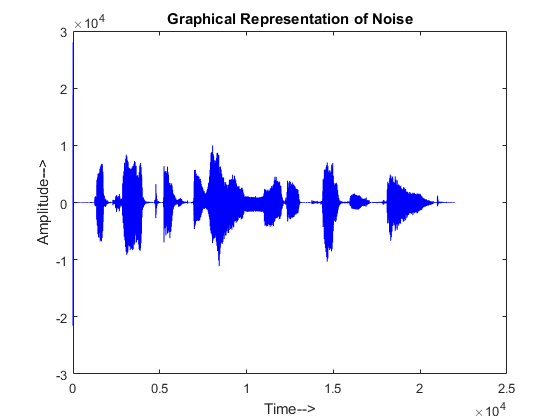 Graphical Representation of Noise
×10^4
3
2
1
0
-1
-2
-3
Amplitude-->
0 0.5 1 1.5 2 2.5
Time-->
×10^4